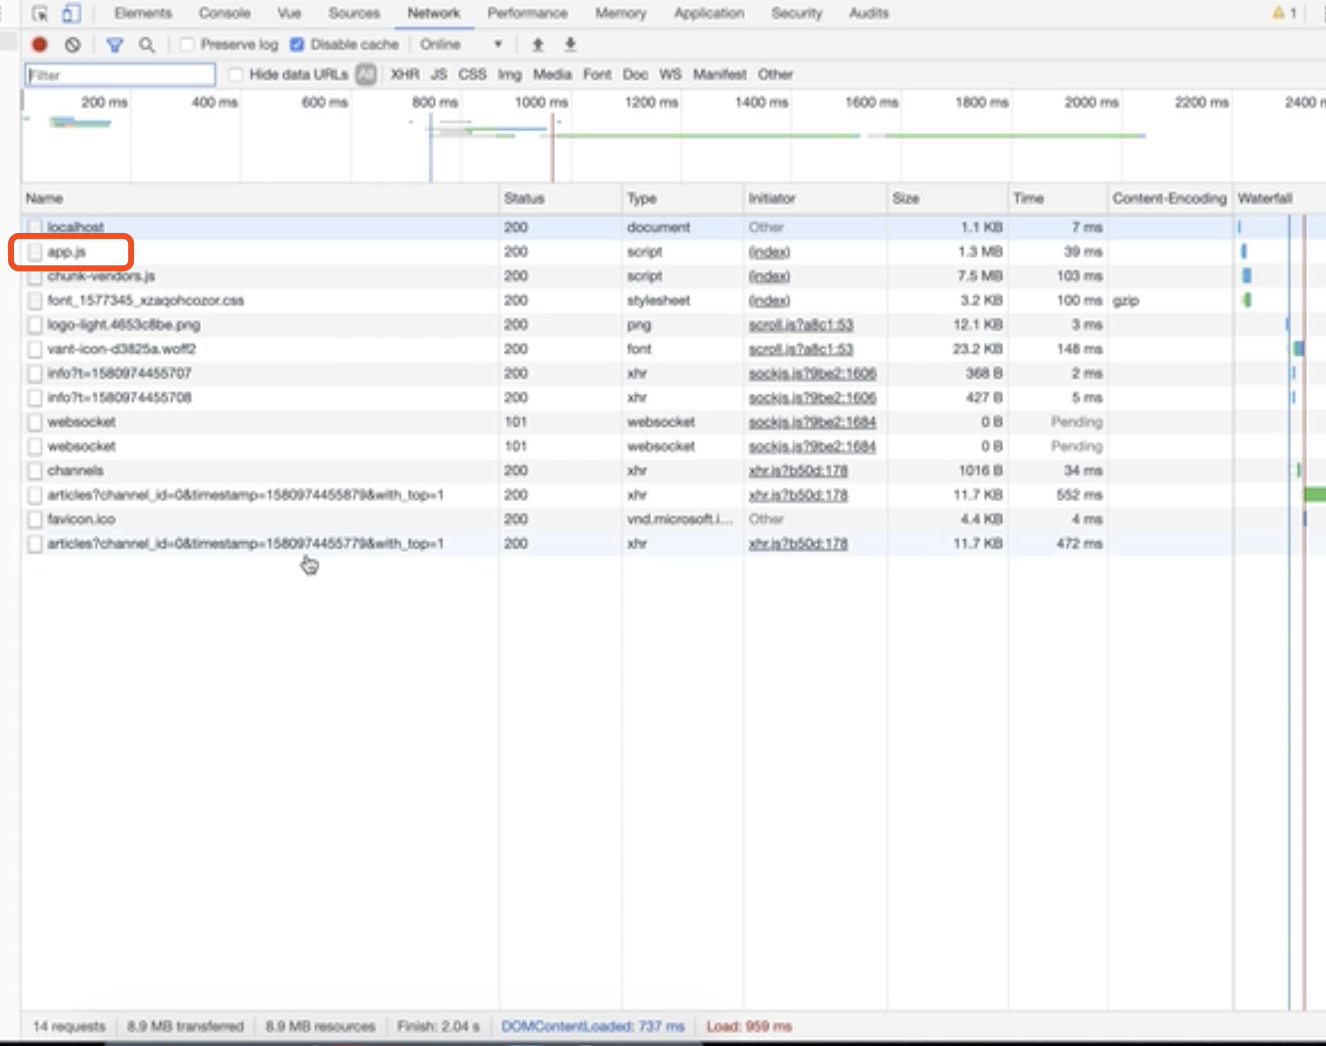 Elements Console Vue Sources Network Performance Memory Application Security Audits 1
Preserve log Disable cache Online
Filter Hide data URLs All XHR JS CSS Img Media Font Doc WS Manifest Other
200 ms 400 ms 600 ms 800 ms 1000 ms 1200 ms 1400 ms 1600 ms 1800 ms 2000 ms 2200 ms 2400 m
Name Status Type Initiator Size Time Content-Encoding Waterfall
localhost 200 document Other 1.1 KB 7 ms
app.js 200 script (index) 1.3 MB 39 ms
chunk-vendors.js 200 script (index) 7.5 MB 103 ms
font_1577345_xzaqohcozor.css 200 stylesheet (index) 3.2 KB 100 ms gzip
logo-light.4653c8be.png 200 png scroll.js?a8c1:53 12.1 KB 3 ms
vant-icon-d3825a.woff2 200 font scroll.js?a8c1:53 23.2 KB 148 ms
info?t=1580974455707 200 xhr sockjs.js?9be2:1606 368 B 2 ms
info?t=1580974455708 200 xhr sockjs.js?9be2:1606 427 B 5 ms
websocket 101 websocket sockjs.js?9be2:1684 0 B Pending
websocket 101 websocket sockjs.js?9be2:1684 0 B Pending
channels 200 xhr xhr.js?b50d:178 1016 B 34 ms
articles?channel_id=0&timestamp=1580974455879&with_top=1 200 xhr xhr.js?b50d:178 11.7 KB 552 ms
favicon.ico 200 vnd.microsoft.i... Other 4.4 KB 4 ms
articles?channel_id=0&timestamp=1580974455779&with_top=1 200 xhr xhr.js?b50d:178 11.7 KB 472 ms
14 requests 8.9 MB transferred 8.9 MB resources Finish: 2.04 s DOMContentLoaded: 737 ms Load: 959 ms